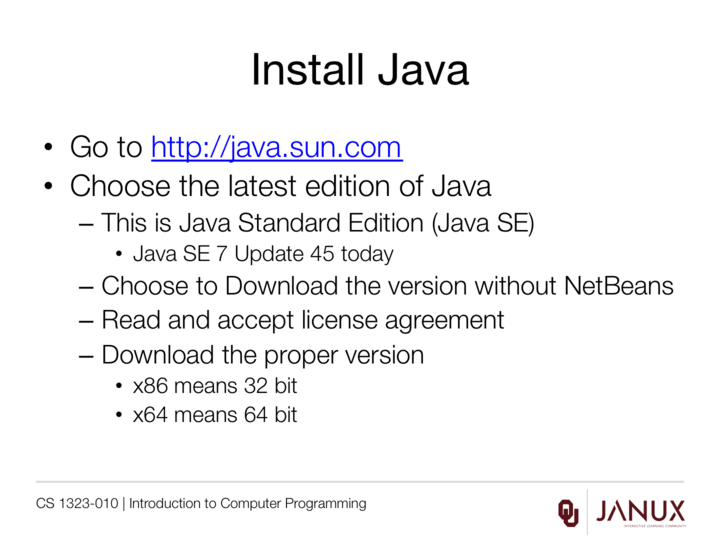 Install Java
• Go to http://java.sun.com
• Choose the latest edition of Java
– This is Java Standard Edition (Java SE)
• Java SE 7 Update 45 today
– Choose to Download the version without NetBeans
– Read and accept license agreement
– Download the proper version
• x86 means 32 bit
• x64 means 64 bit
CS 1323-010 | Introduction to Computer Programming
OU JANUX
INTERACTIVE LEARNING COMMUNITY